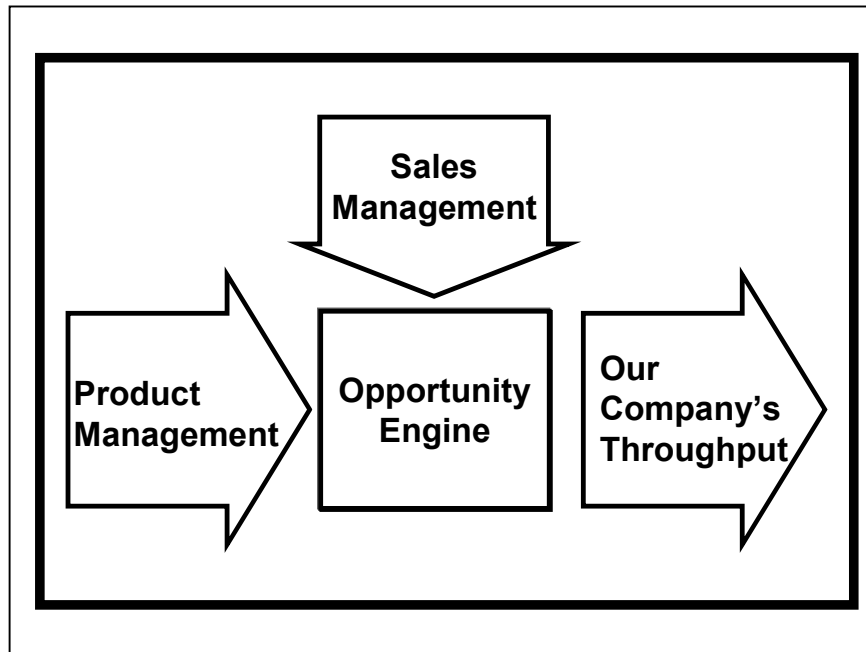 Sales
Management
Product
Management
Opportunity
Engine
Our
Company’s
Throughput